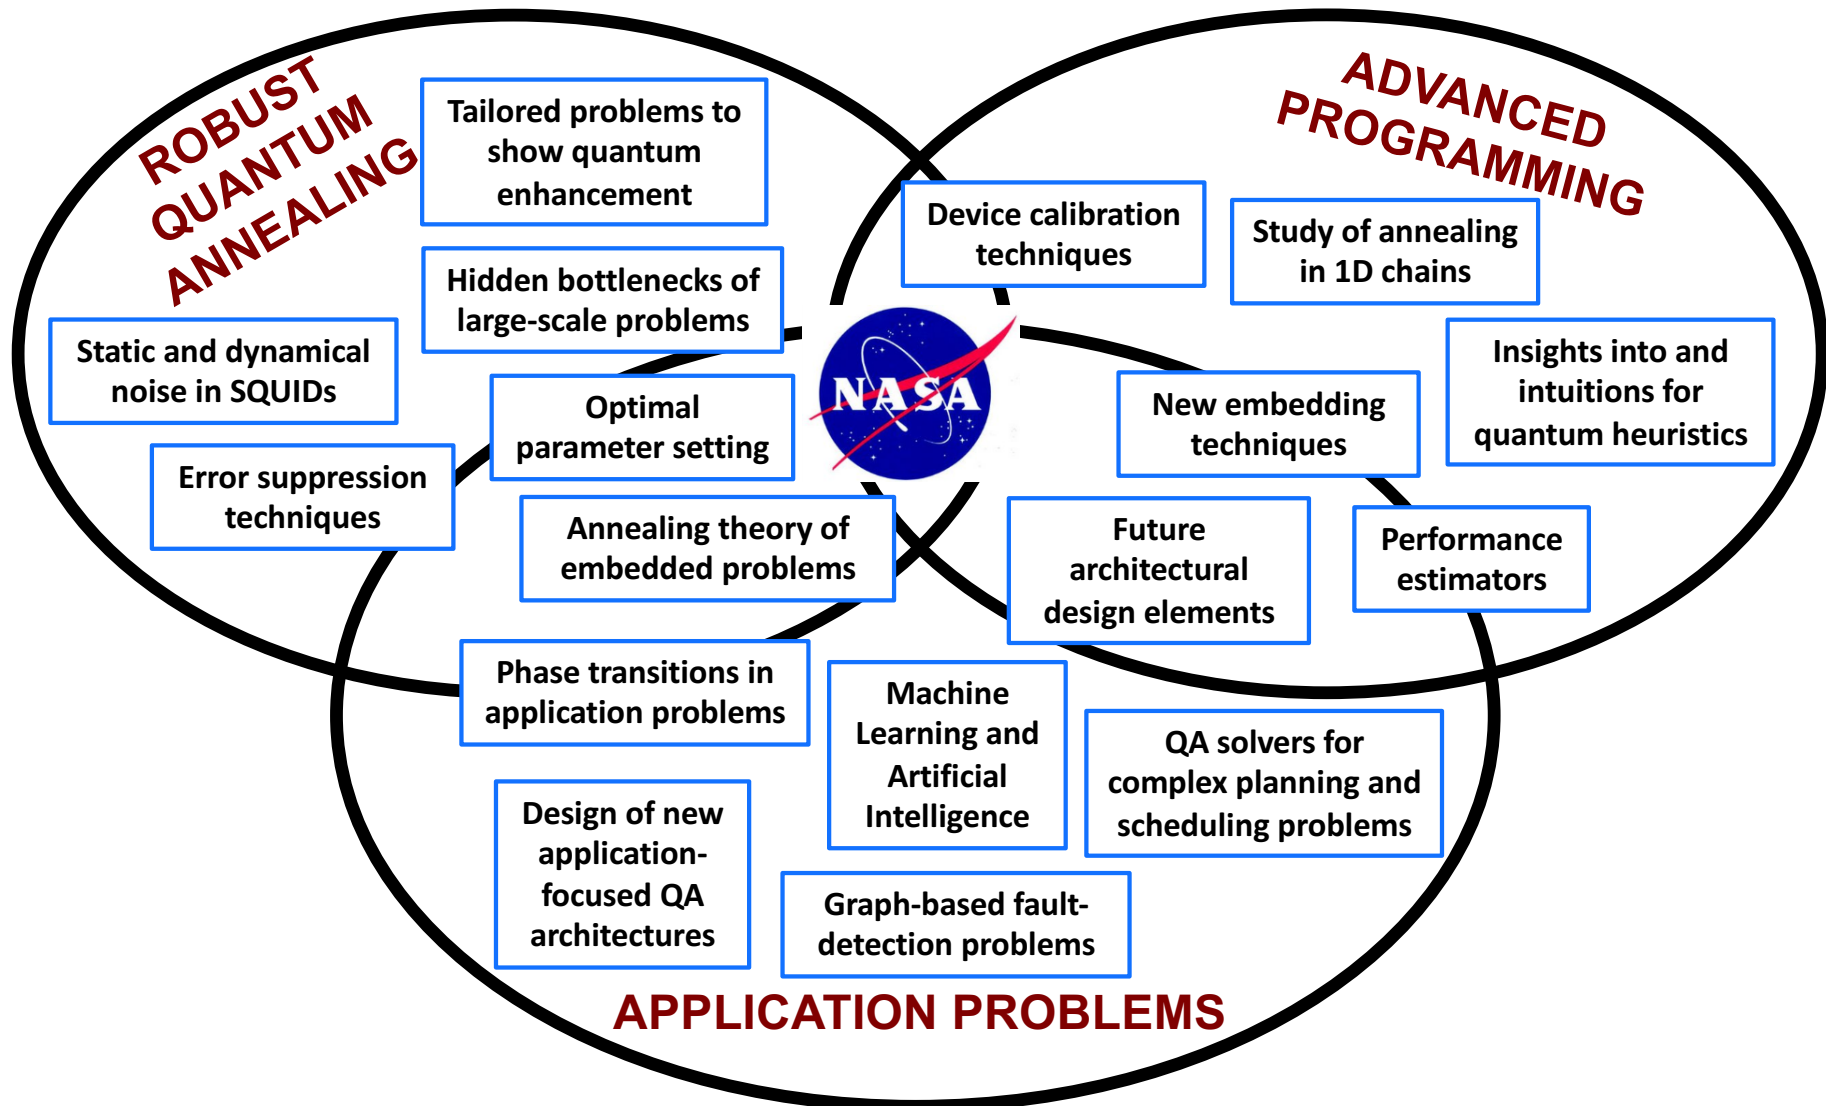 ROBUST
QUANTUM
ANNEALING
ADVANCED
PROGRAMMING
Tailored problems to
show quantum
enhancement
Device calibration
techniques
Study of annealing
in 1D chains
Hidden bottlenecks of
large-scale problems
Static and dynamical
noise in SQUIDs
NASA
Insights into and
intuitions for
quantum heuristics
Optimal
parameter setting
New embedding
techniques
Error suppression
techniques
Annealing theory of
embedded problems
Future
architectural
design elements
Performance
estimators
Phase transitions in
application problems
Machine
Learning and
Artificial
Intelligence
QA solvers for
complex planning and
scheduling problems
Design of new
application-
focused QA
architectures
Graph-based fault-
detection problems
APPLICATION PROBLEMS